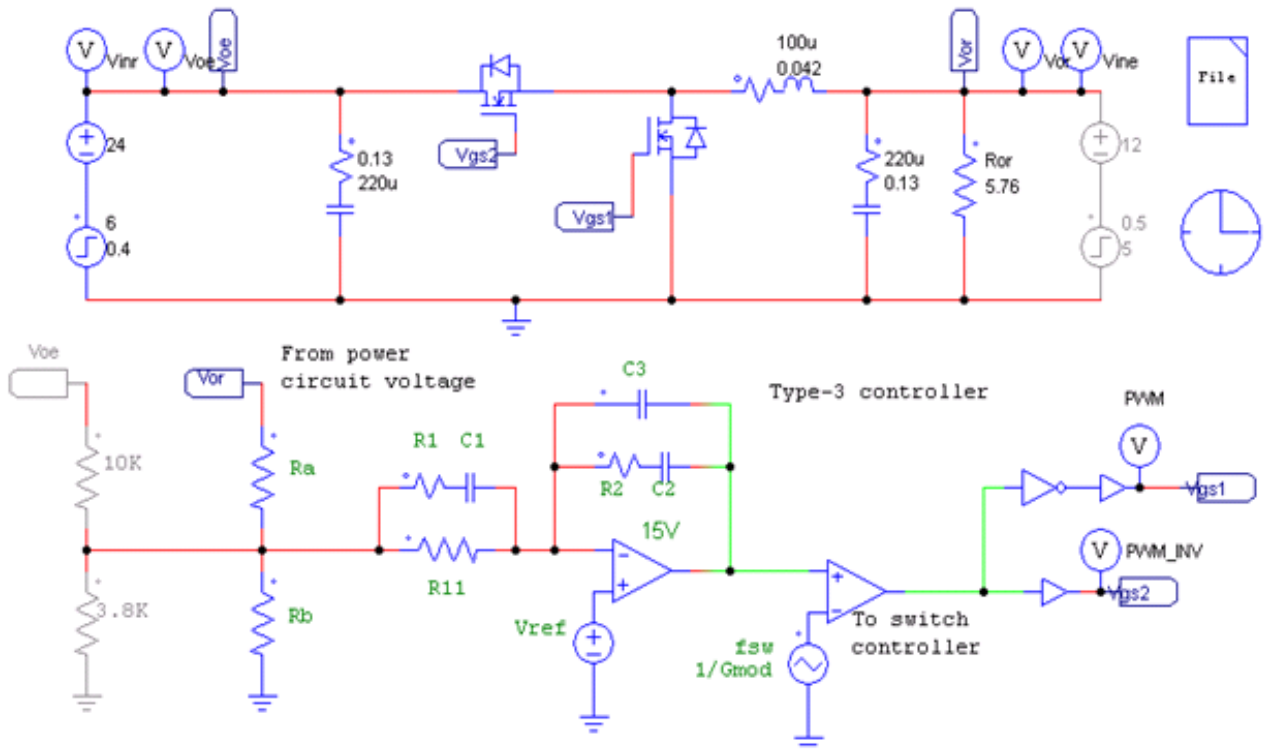 V
Vinr
V
Voe
Voe
100u
0.042
Vor
V
Vor
V
Vine
File
24
Vgs2
0.13
220u
Vgs1
220u
0.13
Ror
5.76
12
6
0.4
0.5
5
Voe
Vor
From power
circuit voltage
C3
Type-3 controller
PWM
V
10K
Ra
R1 C1
R2 C2
Vgs1
15V
V
PWM_INV
3.8K
Rb
R11
Vref
fsw
1/Gmod
To switch
controller
Vgs2